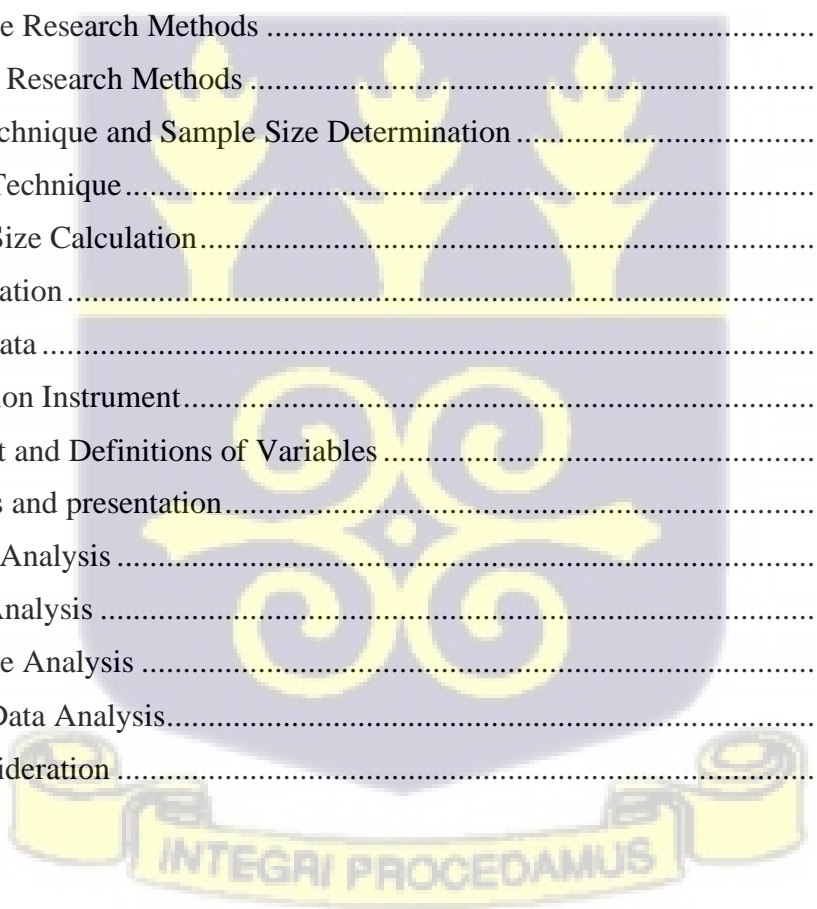 e Research Methods ....................................................................
Research Methods .......................................................................
chnique and Sample Size Determination ......................................
Technique.....................................................................................
Size Calculation............................................................................
ation .............................................................................................
ata ................................................................................................
ion Instrument..............................................................................
t and Definitions of Variables ......................................................
s and presentation.........................................................................
Analysis .......................................................................................
Analysis .......................................................................................
e Analysis ....................................................................................
Data Analysis................................................................................
ideration .......................................................................................
INTEGRI PROCEDAMUS